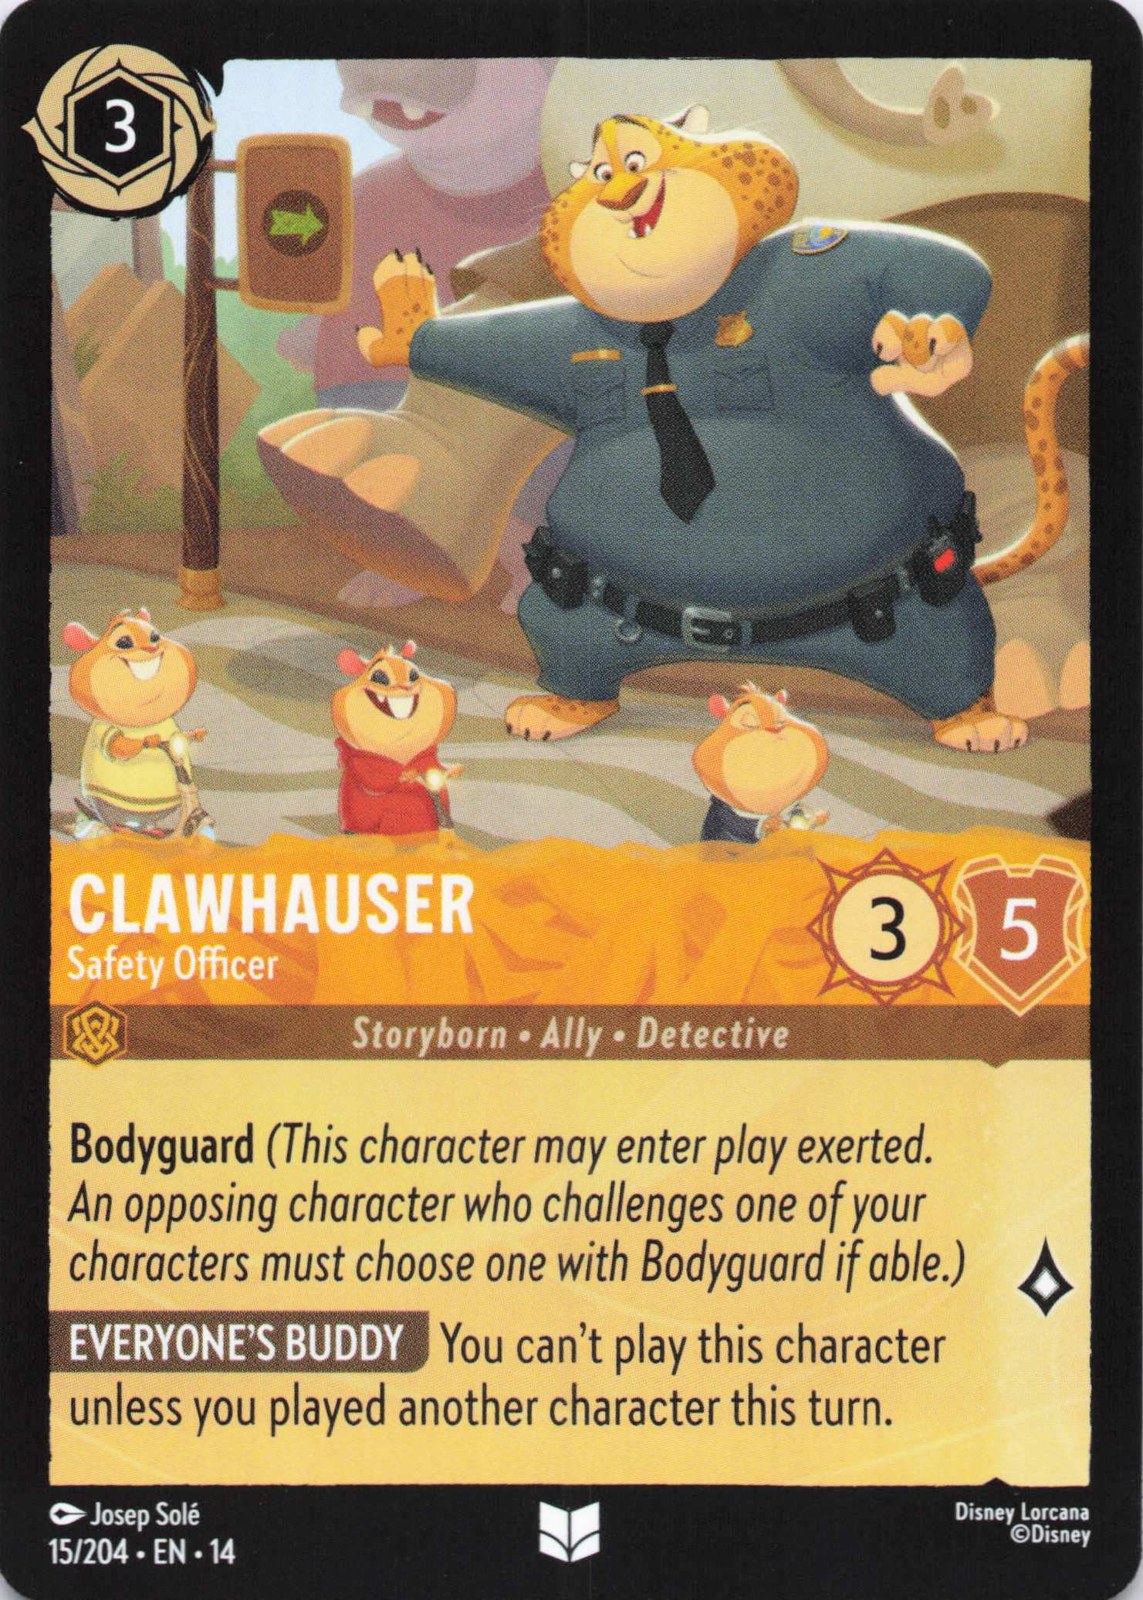 3
CLAWHAUSER
Safety Officer
3
5
Storyborn • Ally • Detective
Bodyguard (This character may enter play exerted.
An opposing character who challenges one of your
characters must choose one with Bodyguard if able.)
EVERYONE'S BUDDY You can't play this character
unless you played another character this turn.
Josep Solé
15/204 • EN • 14
Disney Lorcana
©Disney